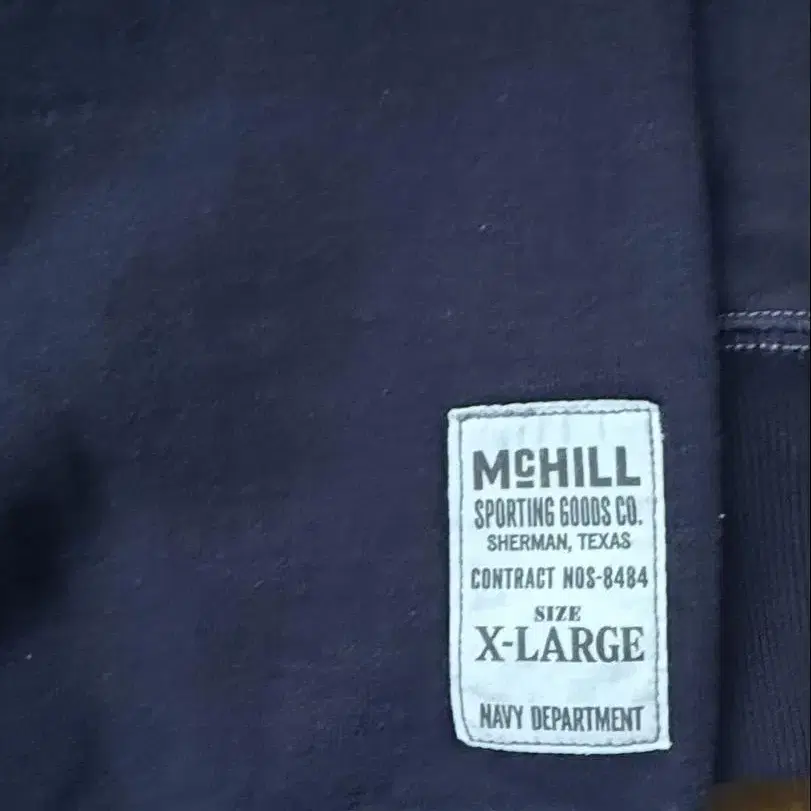 McHILL
SPORTING GOODS CO.
SHERMAN, TEXAS
CONTRACT NOS-8484
SIZE
X-LARGE
NAVY DEPARTMENT